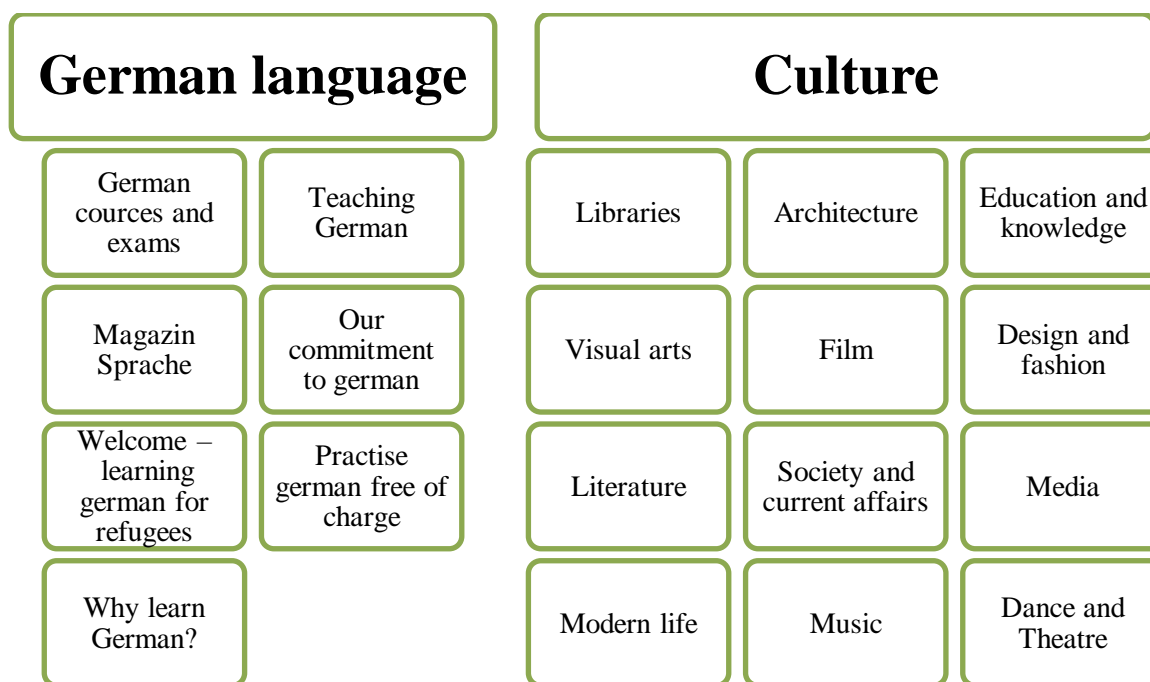 German language
German
cources and
exams
Teaching
German
Magazin
Sprache
Our
commitment
to german
Welcome –
learning
german for
refugees
Practise
german free of
charge
Why learn
German?
Culture
Libraries
Architecture
Education and
knowledge
Visual arts
Film
Design and
fashion
Literature
Society and
current affairs
Media
Modern life
Music
Dance and
Theatre